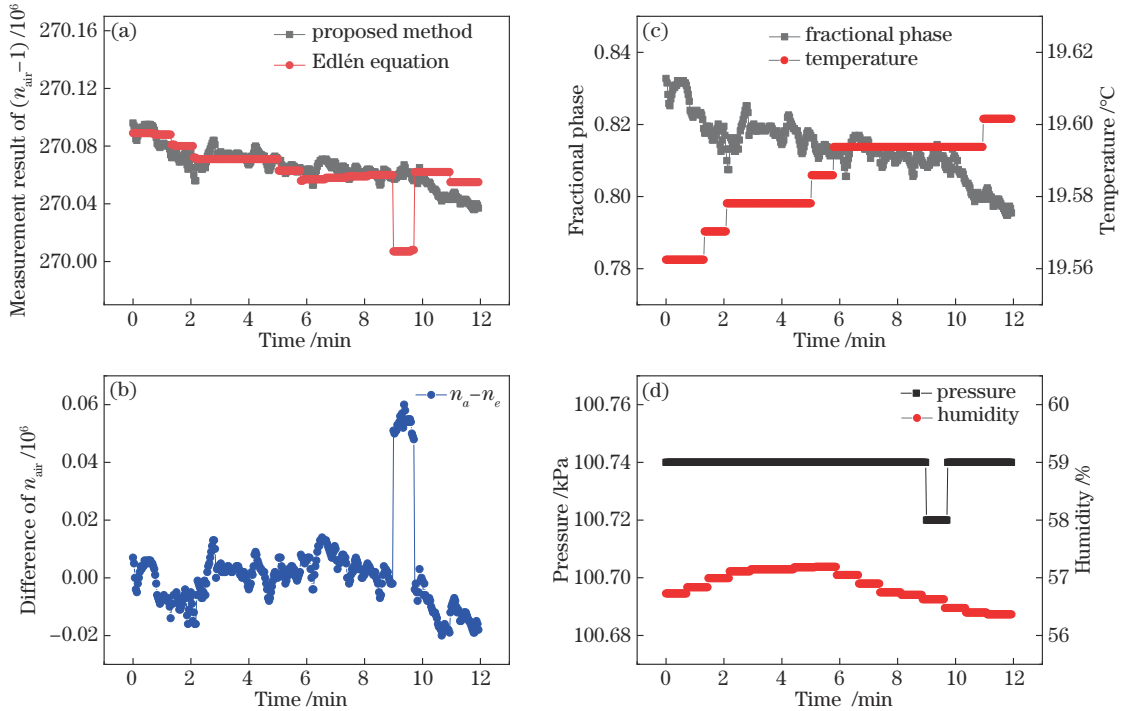 (a)
proposed method
Edlén equation
Measurement result of (n_air−1) /10⁶
270.16
270.12
270.08
270.04
270.00
0 2 4 6 8 10 12
Time /min
(c)
fractional phase
temperature
Fractional phase
0.84
0.82
0.80
0.78
Temperature /°C
19.62
19.60
19.58
19.56
0 2 4 6 8 10 12
Time /min
(b)
n_a−n_e
Difference of n_air /10⁶
0.06
0.04
0.02
0.00
−0.02
0 2 4 6 8 10 12
Time /min
(d)
pressure
humidity
Pressure /kPa
100.76
100.74
100.72
100.70
100.68
Humidity /%
60
59
58
57
56
0 2 4 6 8 10 12
Time /min